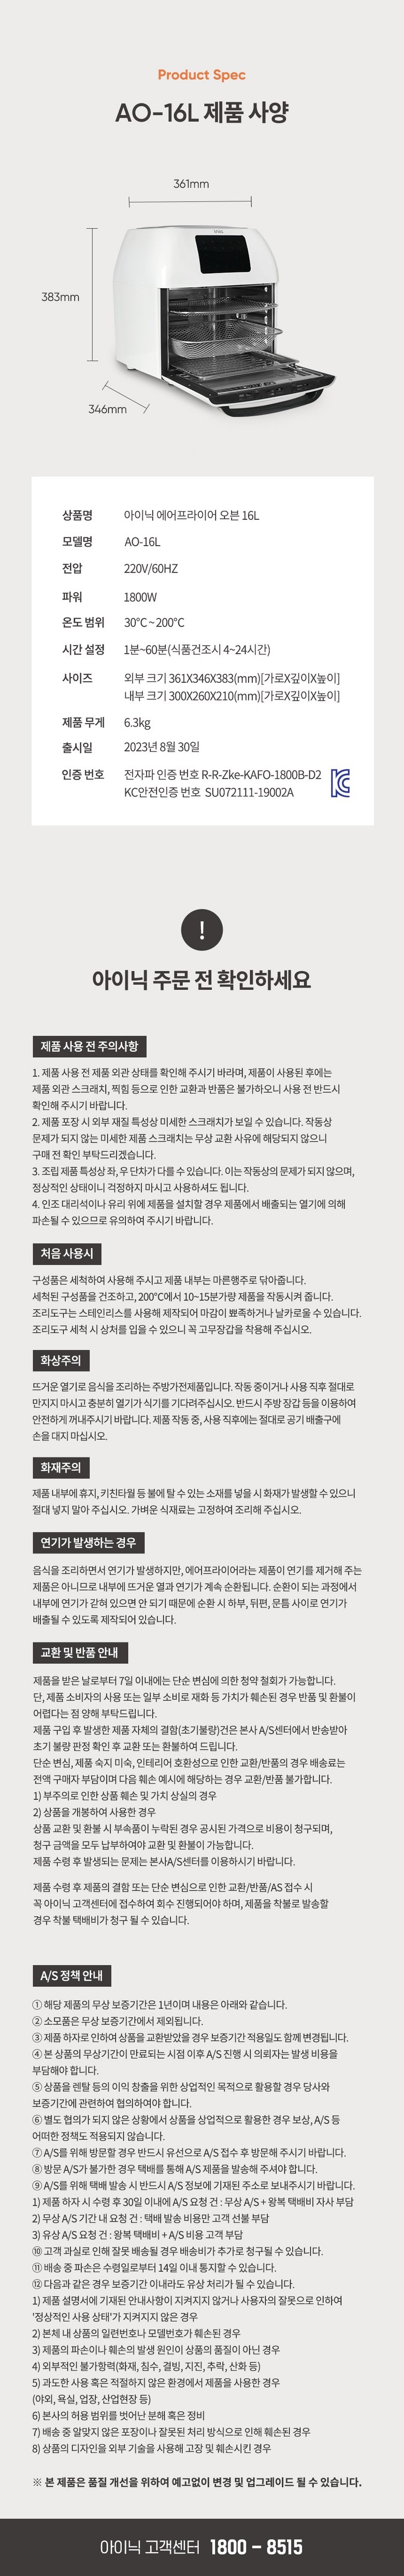 Product Spec
AO-16L 제품 사양
361mm
383mm
346mm
상품명 아이닉 에어프라이어 오븐 16L
모델명 AO-16L
전압 220V/60HZ
파워 1800W
온도 범위 30°C ~ 200°C
시간 설정 1분~60분(식품건조시 4~24시간)
사이즈 외부 크기 361X346X383(mm)[가로X깊이X높이]
내부 크기 300X260X210(mm)[가로X깊이X높이]
제품 무게 6.3kg
출시일 2023년 8월 30일
인증 번호 전자파 인증 번호 R-R-Zke-KAFO-1800B-D2
KC안전인증 번호 SU072111-19002A
!
아이닉 주문 전 확인하세요
제품 사용 전 주의사항
1. 제품 사용 전 제품 외관 상태를 확인해 주시기 바라며, 제품이 사용된 후에는
제품 외관 스크래치, 찍힘 등으로 인한 교환과 반품은 불가하오니 사용 전 반드시
확인해 주시기 바랍니다.
2. 제품 포장 시 외부 재질 특성상 미세한 스크래치가 보일 수 있습니다. 작동상
문제가 되지 않는 미세한 제품 스크래치는 무상 교환 사유에 해당되지 않으니
구매 전 확인 부탁드리겠습니다.
3. 조립 제품 특성상 좌, 우 단차가 다를 수 있습니다. 이는 작동상의 문제가 되지 않으며,
정상적인 상태이니 걱정하지 마시고 사용하셔도 됩니다.
4. 인조 대리석이나 유리 위에 제품을 설치할 경우 제품에서 배출되는 열기에 의해
파손될 수 있으므로 유의하여 주시기 바랍니다.
처음 사용시
구성품은 세척하여 사용해 주시고 제품 내부는 마른행주로 닦아줍니다.
세척된 구성품을 건조하고, 200°C에서 10~15분가량 제품을 작동시켜 줍니다.
조리도구는 스테인리스를 사용해 제작되어 마감이 뾰족하거나 날카로울 수 있습니다.
조리도구 세척 시 상처를 입을 수 있으니 꼭 고무장갑을 착용해 주십시오.
화상주의
뜨거운 열기로 음식을 조리하는 주방가전제품입니다. 작동 중이거나 사용 직후 절대로
만지지 마시고 충분히 열기가 식기를 기다려주십시오. 반드시 주방 장갑 등을 이용하여
안전하게 꺼내주시기 바랍니다. 제품 작동 중, 사용 직후에는 절대로 공기 배출구에
손을 대지 마십시오.
화재주의
제품 내부에 휴지, 키친타월 등 불에 탈 수 있는 소재를 넣을 시 화재가 발생할 수 있으니
절대 넣지 말아 주십시오. 가벼운 식재료는 고정하여 조리해 주십시오.
연기가 발생하는 경우
음식을 조리하면서 연기가 발생하지만, 에어프라이어라는 제품이 연기를 제거해 주는
제품은 아니므로 내부에 뜨거운 열과 연기가 계속 순환됩니다. 순환이 되는 과정에서
내부에 연기가 갇혀 있으면 안 되기 때문에 순환 시 하부, 뒤편, 문틈 사이로 연기가
배출될 수 있도록 제작되어 있습니다.
교환 및 반품 안내
제품을 받은 날로부터 7일 이내에는 단순 변심에 의한 청약 철회가 가능합니다.
단, 제품 소비자의 사용 또는 일부 소비로 재화 등 가치가 훼손된 경우 반품 및 환불이
어렵다는 점 양해 부탁드립니다.
제품 구입 후 발생한 제품 자체의 결함(초기불량)건은 본사 A/S센터에서 반송받아
초기 불량 판정 확인 후 교환 또는 환불하여 드립니다.
단순 변심, 제품 숙지 미숙, 인테리어 호환성으로 인한 교환/반품의 경우 배송료는
전액 구매자 부담이며 다음 훼손 예시에 해당하는 경우 교환/반품 불가합니다.
1) 부주의로 인한 상품 훼손 및 가치 상실의 경우
2) 상품을 개봉하여 사용한 경우
상품 교환 및 환불 시 부속품이 누락된 경우 공시된 가격으로 비용이 청구되며,
청구 금액을 모두 납부하여야 교환 및 환불이 가능합니다.
제품 수령 후 발생되는 문제는 본사A/S센터를 이용하시기 바랍니다.
제품 수령 후 제품의 결함 또는 단순 변심으로 인한 교환/반품/AS 접수 시
꼭 아이닉 고객센터에 접수하여 회수 진행되어야 하며, 제품을 착불로 발송할
경우 착불 택배비가 청구 될 수 있습니다.
A/S 정책 안내
① 해당 제품의 무상 보증기간은 1년이며 내용은 아래와 같습니다.
② 소모품은 무상 보증기간에서 제외됩니다.
③ 제품 하자로 인하여 상품을 교환받았을 경우 보증기간 적용일도 함께 변경됩니다.
④ 본 상품의 무상기간이 만료되는 시점 이후 A/S 진행 시 의뢰자는 발생 비용을
부담해야 합니다.
⑤ 상품을 렌탈 등의 이익 창출을 위한 상업적인 목적으로 활용할 경우 당사와
보증기간에 관련하여 협의하여야 합니다.
⑥ 별도 협의가 되지 않은 상황에서 상품을 상업적으로 활용한 경우 보상, A/S 등
어떠한 정책도 적용되지 않습니다.
⑦ A/S를 위해 방문할 경우 반드시 유선으로 A/S 접수 후 방문해 주시기 바랍니다.
⑧ 방문 A/S가 불가한 경우 택배를 통해 A/S 제품을 발송해 주셔야 합니다.
⑨ A/S를 위해 택배 발송 시 반드시 A/S 정보에 기재된 주소로 보내주시기 바랍니다.
1) 제품 하자 시 수령 후 30일 이내에 A/S 요청 건 : 무상 A/S + 왕복 택배비 자사 부담
2) 무상 A/S 기간 내 요청 건 : 택배 발송 비용만 고객 선불 부담
3) 유상 A/S 요청 건 : 왕복 택배비 + A/S 비용 고객 부담
⑩ 고객 과실로 인해 잘못 배송될 경우 배송비가 추가로 청구될 수 있습니다.
⑪ 배송 중 파손은 수령일로부터 14일 이내 통지할 수 있습니다.
⑫ 다음과 같은 경우 보증기간 이내라도 유상 처리가 될 수 있습니다.
1) 제품 설명서에 기재된 안내사항이 지켜지지 않거나 사용자의 잘못으로 인하여
'정상적인 사용 상태'가 지켜지지 않은 경우
2) 본체 내 상품의 일련번호나 모델번호가 훼손된 경우
3) 제품의 파손이나 훼손의 발생 원인이 상품의 품질이 아닌 경우
4) 외부적인 불가항력(화재, 침수, 결빙, 지진, 추락, 산화 등)
5) 과도한 사용 혹은 적절하지 않은 환경에서 제품을 사용한 경우
(야외, 욕실, 업장, 산업현장 등)
6) 본사의 허용 범위를 벗어난 분해 혹은 정비
7) 배송 중 알맞지 않은 포장이나 잘못된 처리 방식으로 인해 훼손된 경우
8) 상품의 디자인을 외부 기술을 사용해 고장 및 훼손시킨 경우
※ 본 제품은 품질 개선을 위하여 예고없이 변경 및 업그레이드 될 수 있습니다.
아이닉 고객센터 1800 - 8515